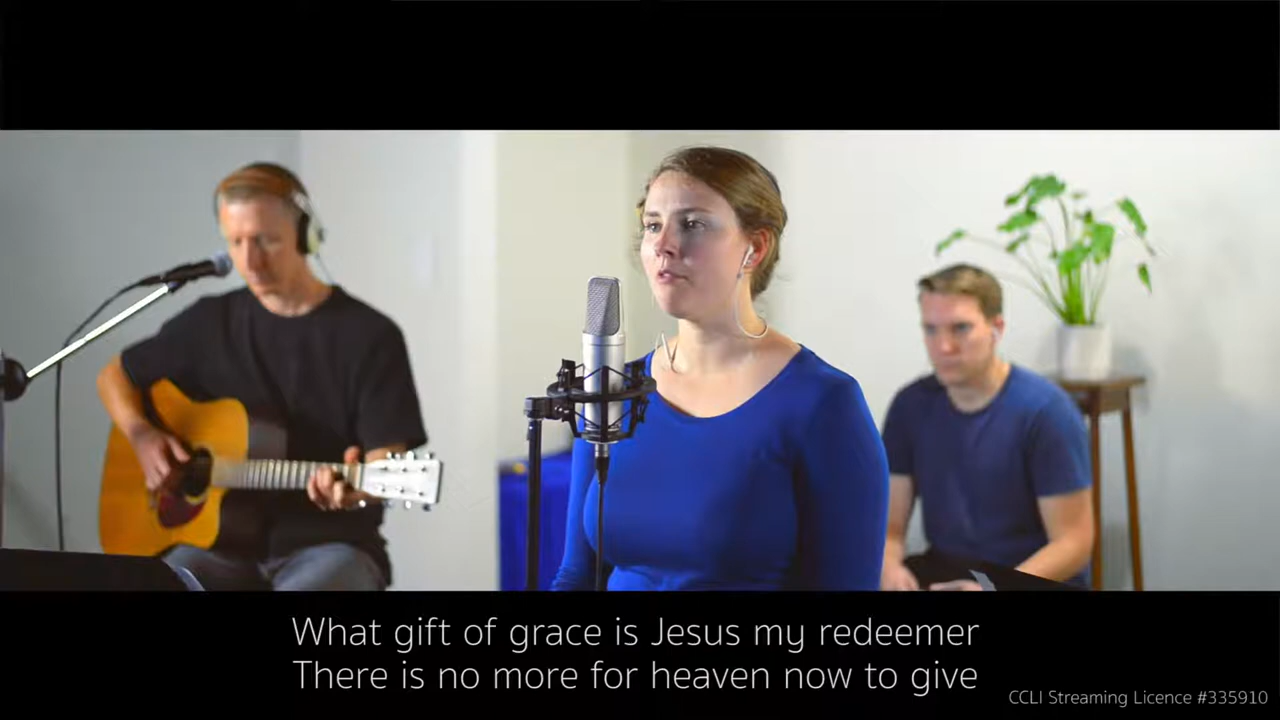 What gift of grace is Jesus my redeemer
There is no more for heaven now to give
CCLI Streaming Licence #335910